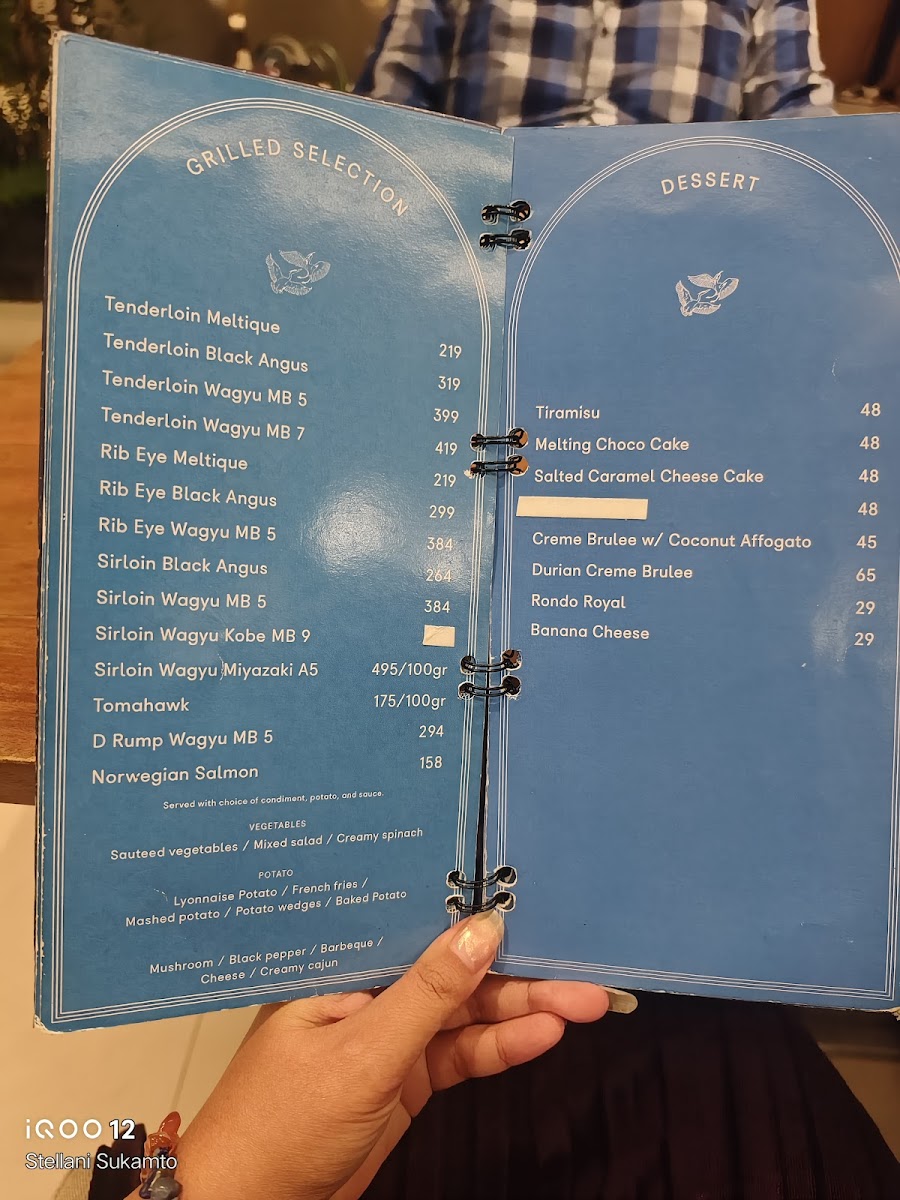 GRILLED SELECTION
Tenderloin Meltique 219
Tenderloin Black Angus 319
Tenderloin Wagyu MB 5 399
Tenderloin Wagyu MB 7 419
Rib Eye Meltique 219
Rib Eye Black Angus 299
Rib Eye Wagyu MB 5 384
Sirloin Black Angus 264
Sirloin Wagyu MB 5 384
Sirloin Wagyu Kobe MB 9
Sirloin Wagyu Miyazaki A5 495/100gr
Tomahawk 175/100gr
D Rump Wagyu MB 5 294
Norwegian Salmon 158
Served with choice of condiment, potato, and sauce.
VEGETABLES
Sauteed vegetables / Mixed salad / Creamy spinach
POTATO
Lyonnaise Potato / French fries /
Mashed potato / Potato wedges / Baked Potato
Mushroom / Black pepper / Barbeque /
Cheese / Creamy cajun
DESSERT
Tiramisu 48
Melting Choco Cake 48
Salted Caramel Cheese Cake 48
48
Creme Brulee w/ Coconut Affogato 45
Durian Creme Brulee 65
Rondo Royal 29
Banana Cheese 29
iQOO 12
Stellani Sukamto